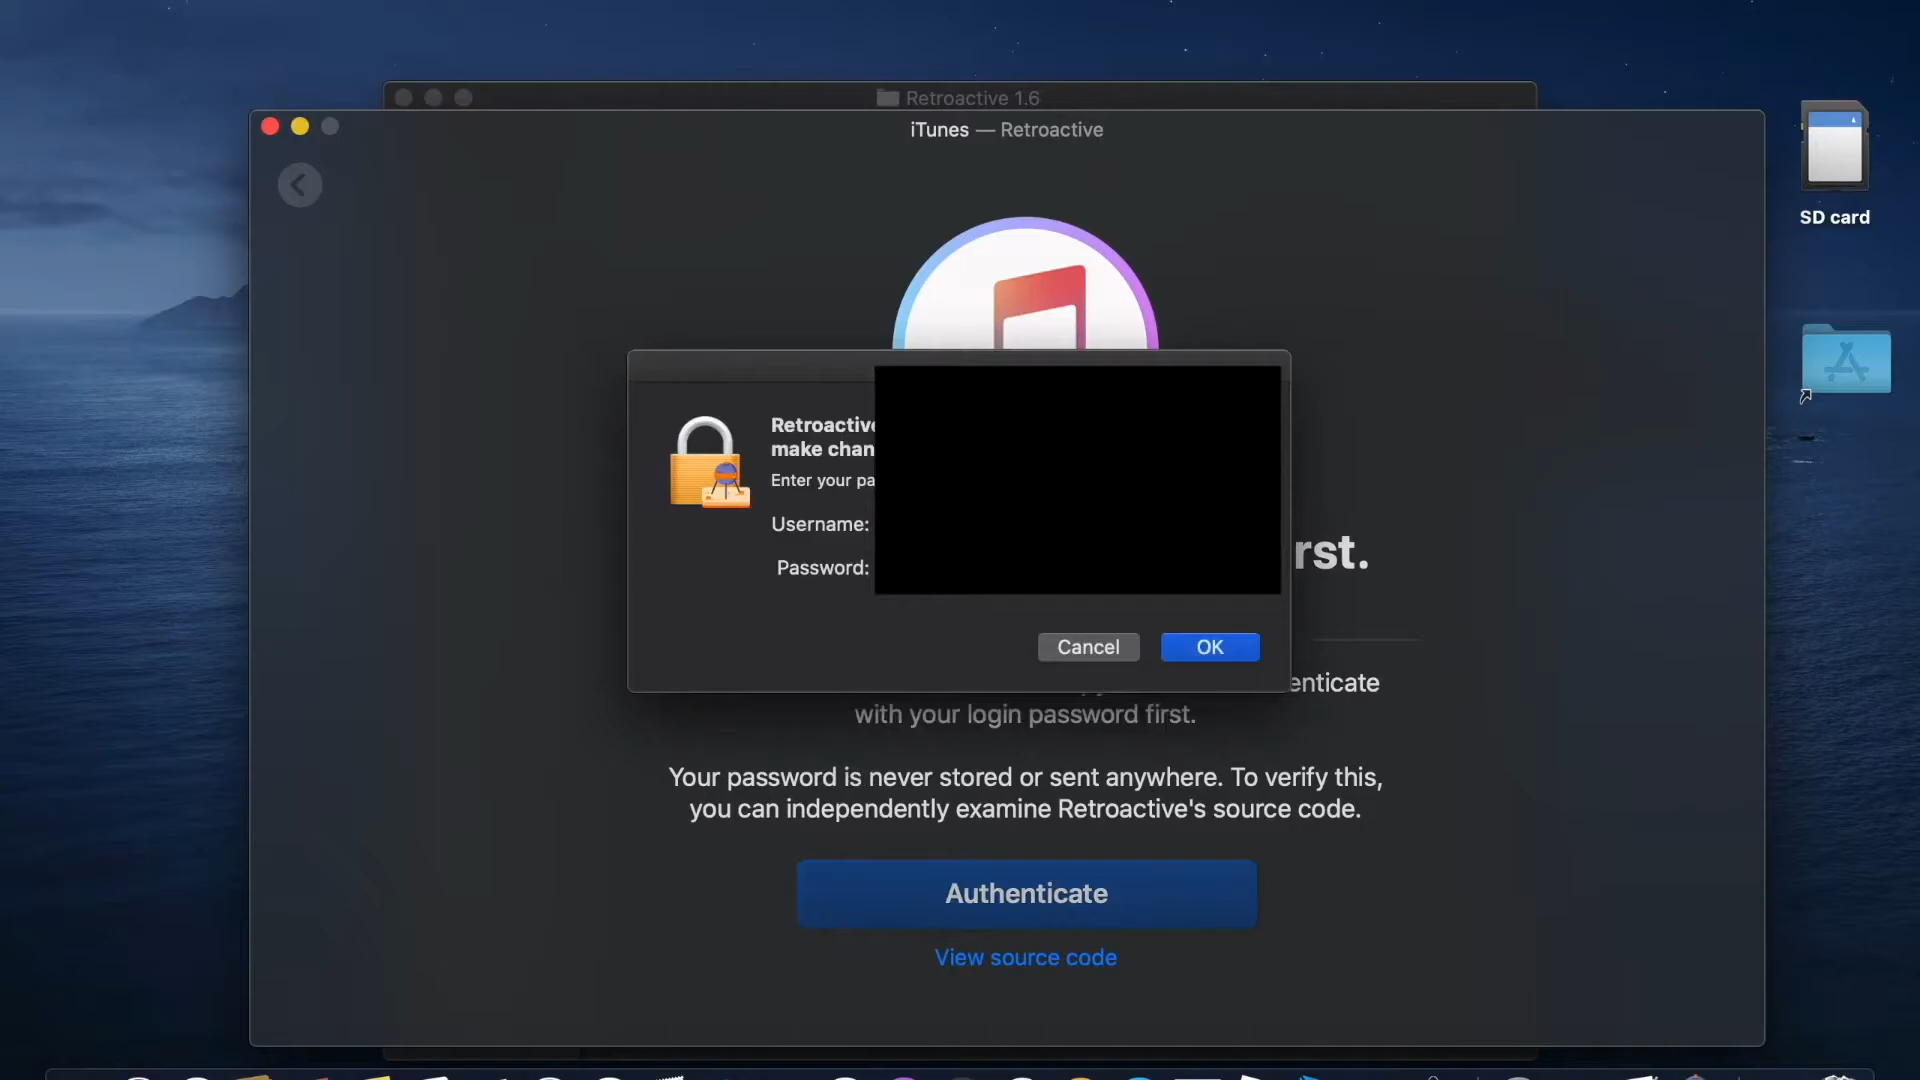 Retroactive 1.6
iTunes — Retroactive
SD card
Retroactive
make chan
Enter your pa
Username:
Password:
rst.
Cancel
OK
enticate
with your login password first.
Your password is never stored or sent anywhere. To verify this,
you can independently examine Retroactive's source code.
Authenticate
View source code